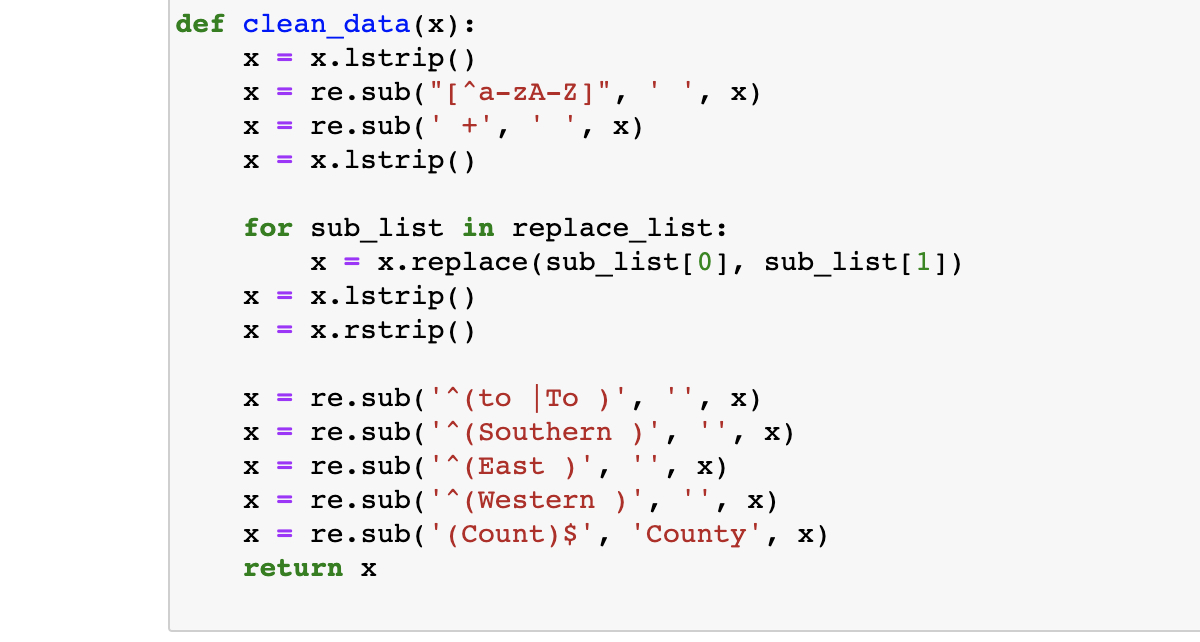 def clean_data(x):
    x = x.lstrip()
    x = re.sub("[^a-zA-Z]", ' ', x)
    x = re.sub(' +', ' ', x)
    x = x.lstrip()

    for sub_list in replace_list:
        x = x.replace(sub_list[0], sub_list[1])
    x = x.lstrip()
    x = x.rstrip()

    x = re.sub('^(to |To )', '', x)
    x = re.sub('^(Southern )', '', x)
    x = re.sub('^(East )', '', x)
    x = re.sub('^(Western )', '', x)
    x = re.sub('(Count)$', 'County', x)
    return x